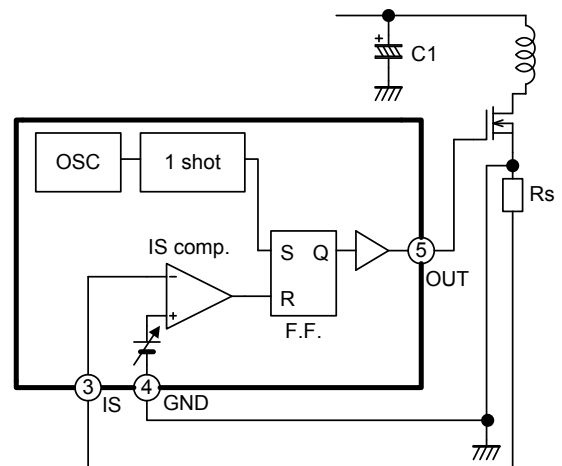 +
C1
OSC
1 shot
Rs
IS comp.
S
Q
5
OUT
−
R
+
F.F.
3
IS
4
GND